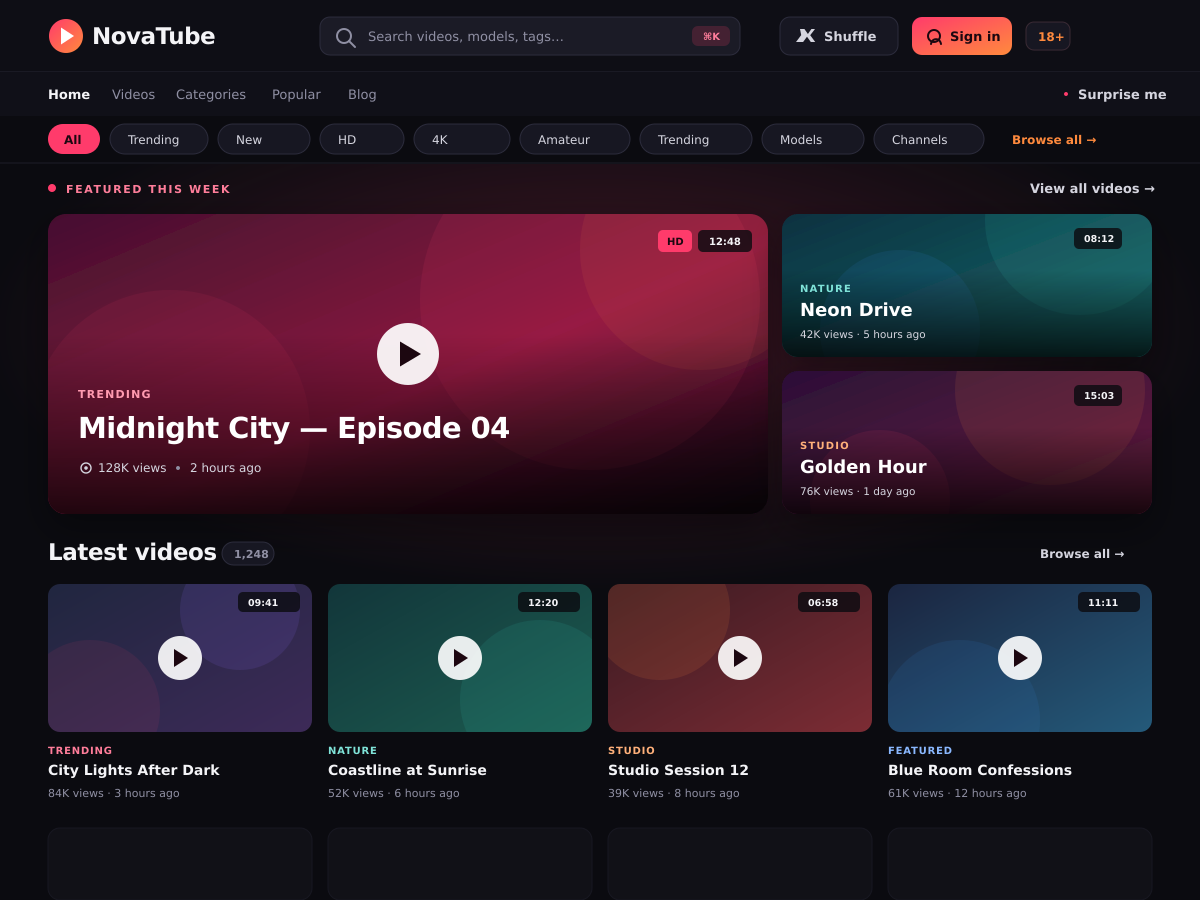 NovaTube
Search videos, models, tags…
⌘K
Shuffle
Sign in
18+
Home
Videos
Categories
Popular
Blog
• Surprise me
All
Trending
New
HD
4K
Amateur
Trending
Models
Channels
Browse all →
FEATURED THIS WEEK
View all videos →
HD
12:48
TRENDING
Midnight City — Episode 04
128K views • 2 hours ago
08:12
NATURE
Neon Drive
42K views · 5 hours ago
15:03
STUDIO
Golden Hour
76K views · 1 day ago
Latest videos
1,248
Browse all →
09:41
TRENDING
City Lights After Dark
84K views · 3 hours ago
12:20
NATURE
Coastline at Sunrise
52K views · 6 hours ago
06:58
STUDIO
Studio Session 12
39K views · 8 hours ago
11:11
FEATURED
Blue Room Confessions
61K views · 12 hours ago